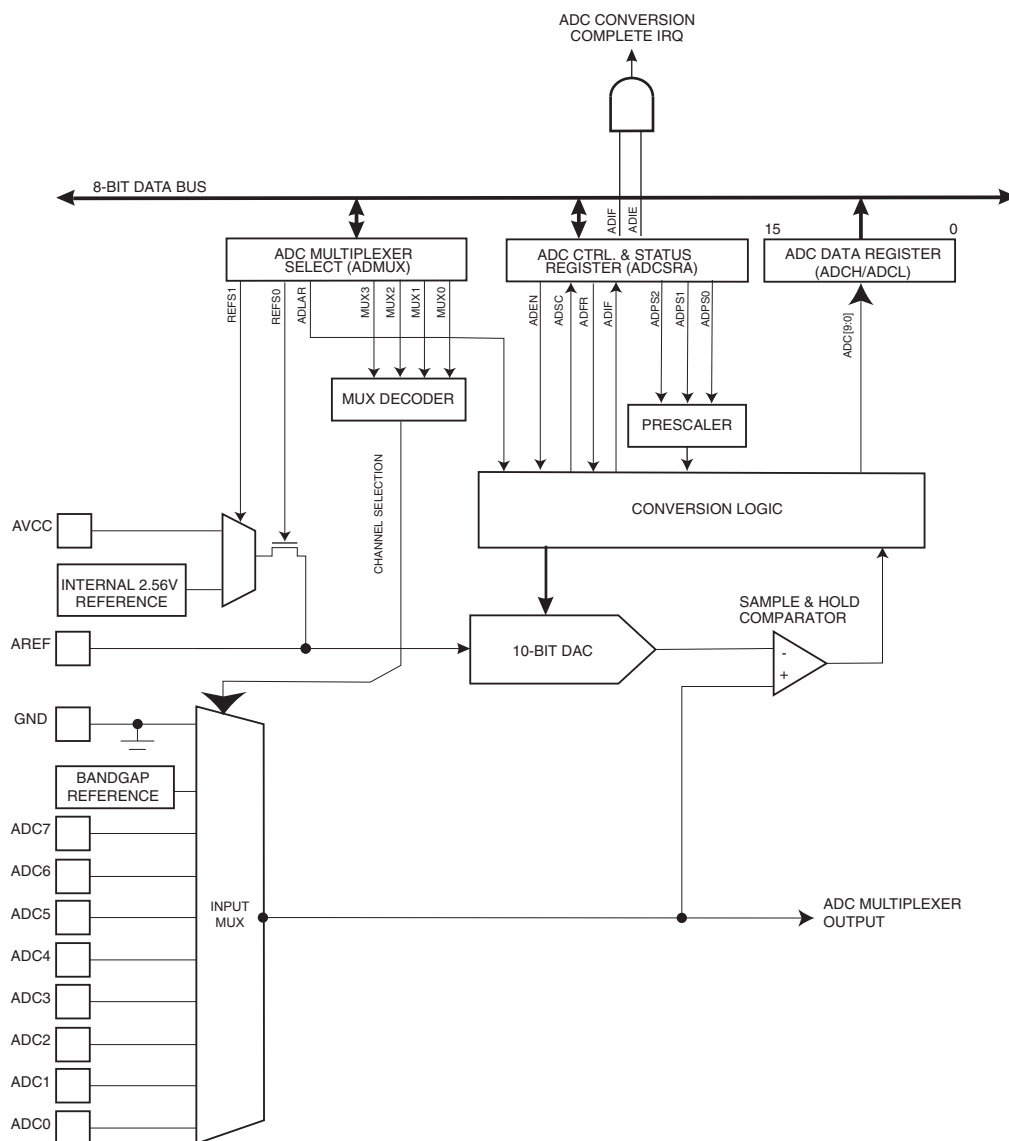 ADC CONVERSION
COMPLETE IRQ
8-BIT DATA BUS
ADIF
ADIE
15
0
ADC MULTIPLEXER
SELECT (ADMUX)
ADC CTRL. & STATUS
REGISTER (ADCSRA)
ADC DATA REGISTER
(ADCH/ADCL)
REFS1
REFS0
ADLAR
MUX3
MUX2
MUX1
MUX0
ADEN
ADSC
ADFR
ADIF
ADPS2
ADPS1
ADPS0
ADC[9:0]
MUX DECODER
PRESCALER
CHANNEL SELECTION
CONVERSION LOGIC
AVCC
INTERNAL 2.56V
REFERENCE
SAMPLE & HOLD
COMPARATOR
AREF
10-BIT DAC
-
+
GND
BANDGAP
REFERENCE
ADC7
ADC6
ADC5
INPUT
MUX
ADC MULTIPLEXER
OUTPUT
ADC4
ADC3
ADC2
ADC1
ADC0